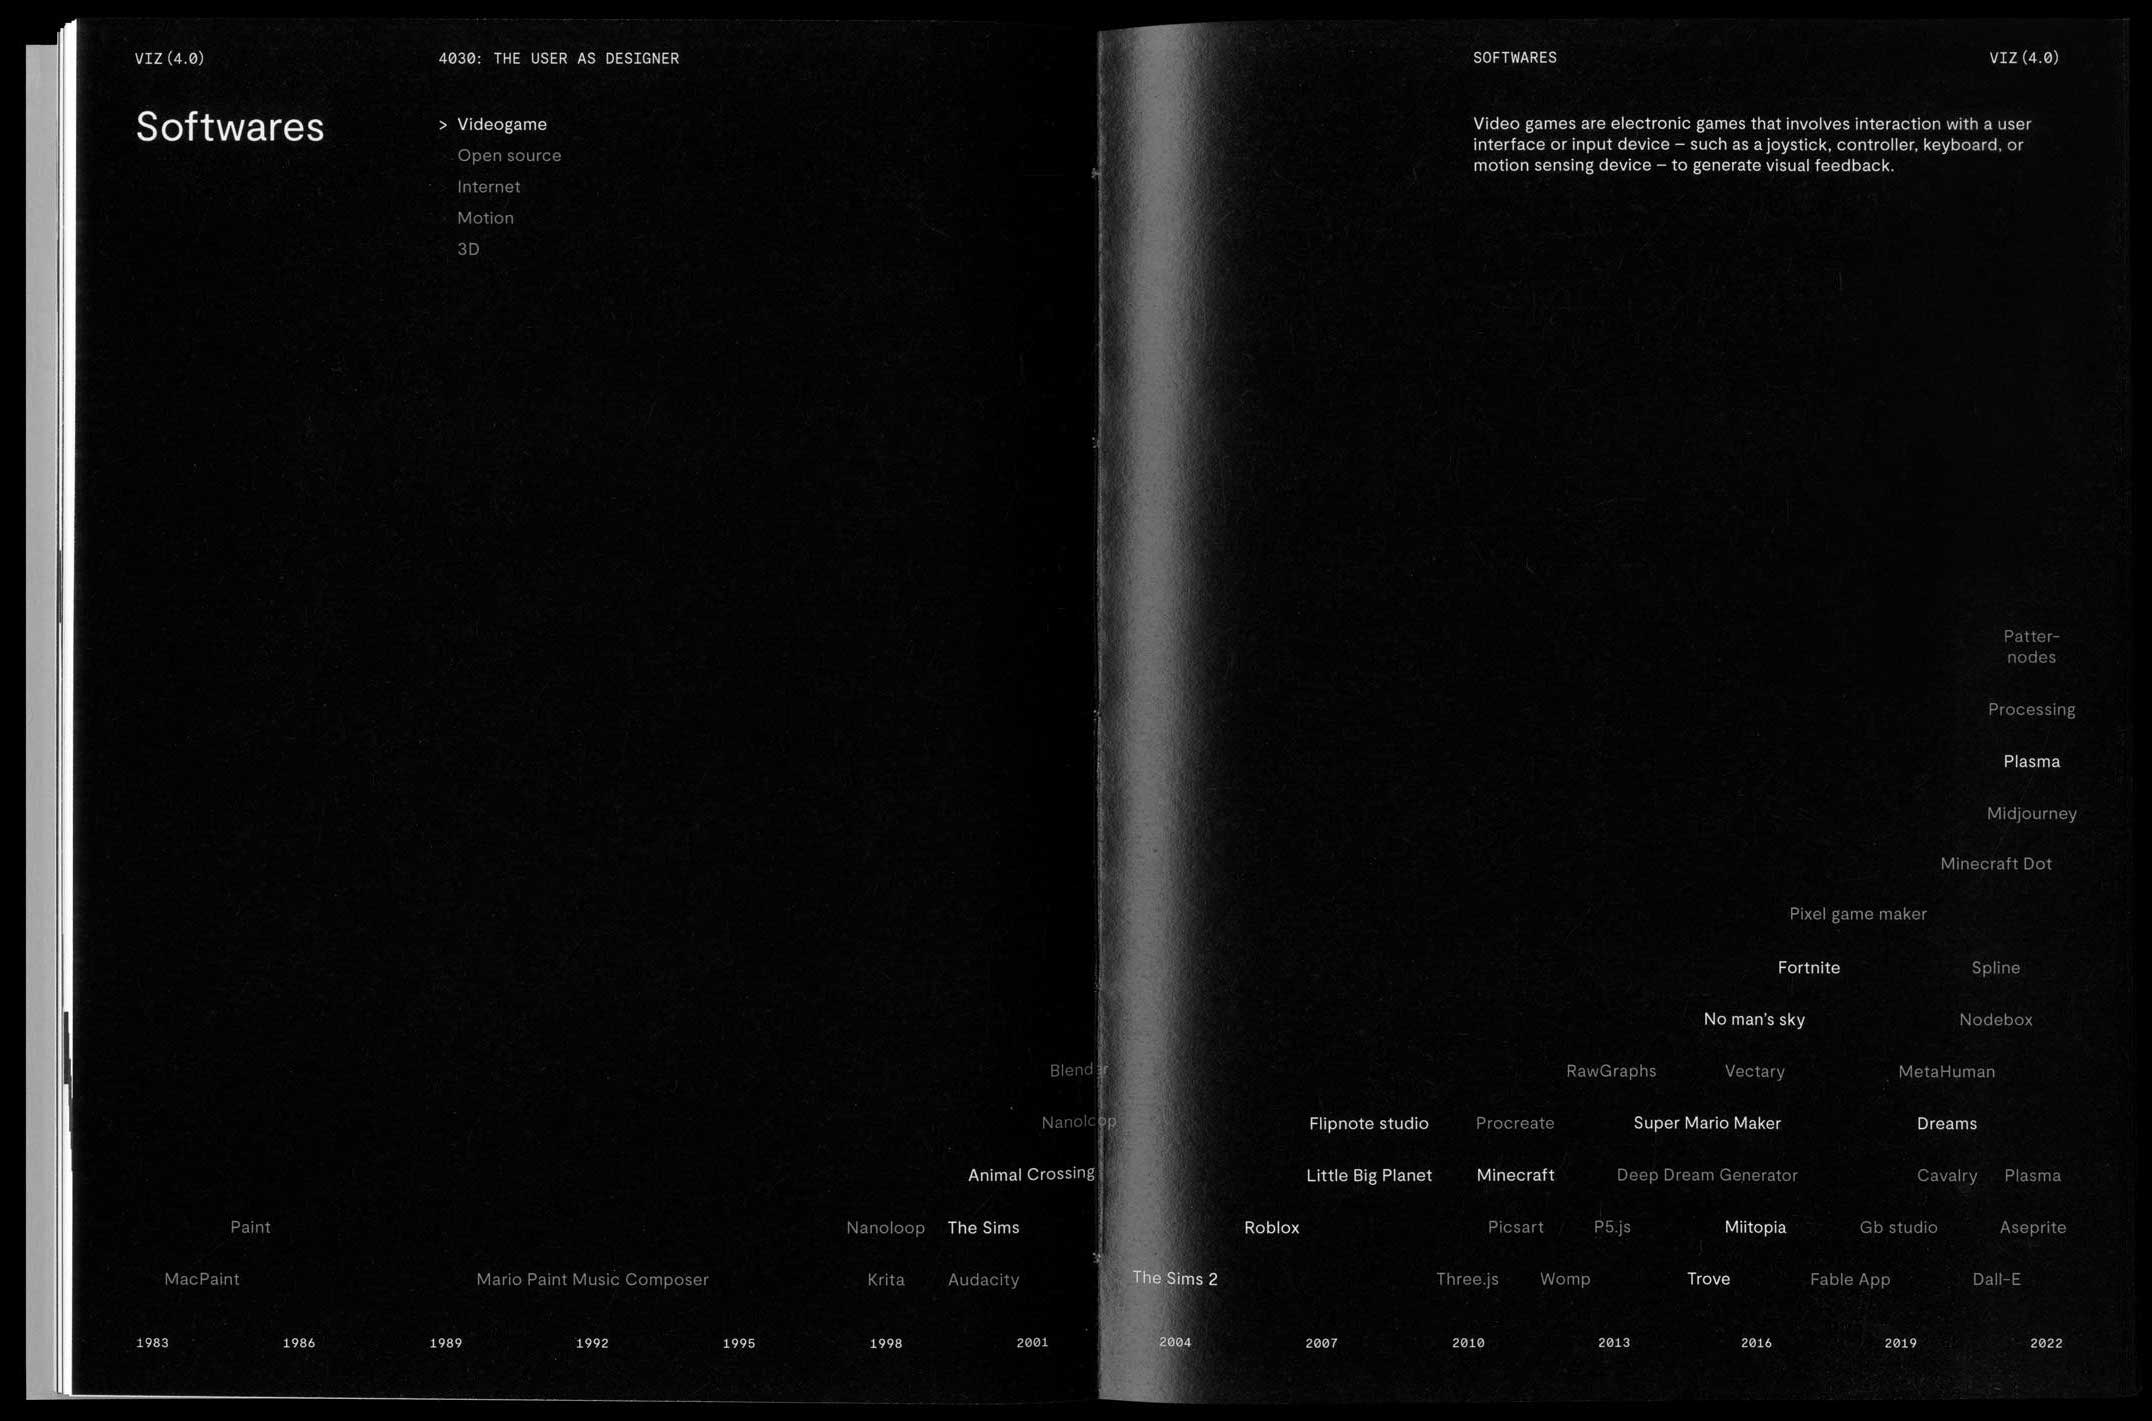 VIZ (4.0)
4030: THE USER AS DESIGNER
Softwares
> Videogame
Open source
Internet
Motion
3D
SOFTWARES
VIZ (4.0)
Video games are electronic games that involves interaction with a user
interface or input device – such as a joystick, controller, keyboard, or
motion sensing device – to generate visual feedback.
Patter-
nodes
Processing
Plasma
Midjourney
Minecraft Dot
Pixel game maker
Fortnite Spline
No man's sky Nodebox
Blender RawGraphs Vectary MetaHuman
Nanoloop Flipnote studio Procreate Super Mario Maker Dreams
Animal Crossing Little Big Planet Minecraft Deep Dream Generator Cavalry Plasma
Paint Nanoloop The Sims Roblox Picsart P5.js Miitopia Gb studio Aseprite
MacPaint Mario Paint Music Composer Krita Audacity The Sims 2 Three.js Womp Trove Fable App Dall-E
1983 1986 1989 1992 1995 1998 2001 2004 2007 2010 2013 2016 2019 2022